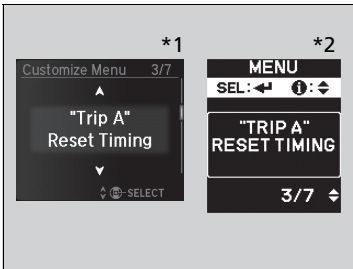 *1
Customize Menu 3/7
"Trip A"
Reset Timing
SELECT
*2
MENU
SEL:
"TRIP A"
RESET TIMING
3/7